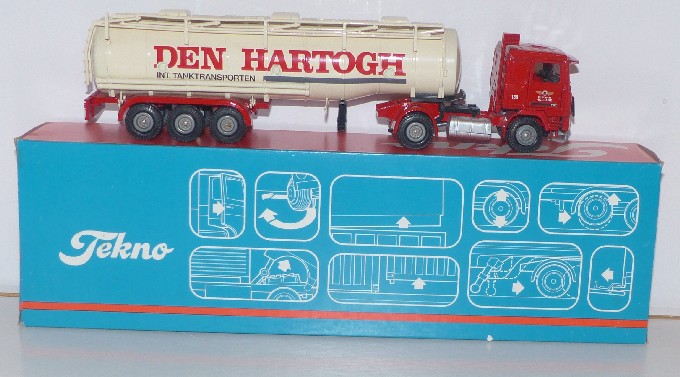 DEN HARTOGH
INT. TANKTRANSPORTEN
Tekno